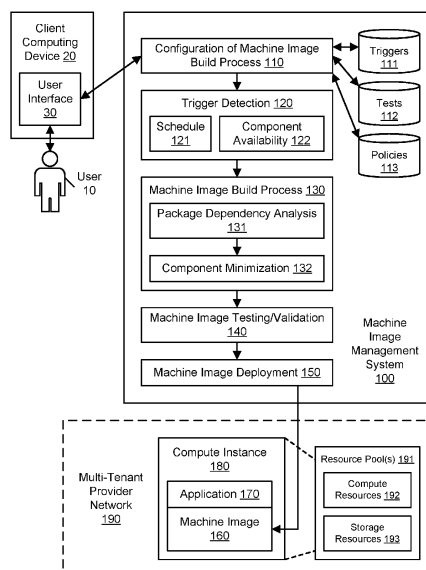 Client
Computing
Device 20
User
Interface
30
User
10
Configuration of Machine Image
Build Process 110
Triggers
111
Tests
112
Policies
113
Trigger Detection 120
Schedule
121
Component
Availability 122
Machine Image Build Process 130
Package Dependency Analysis
131
Component Minimization 132
Machine Image Testing/Validation
140
Machine Image Deployment 150
Machine
Image
Management
System
100
Multi-Tenant
Provider
Network
190
Compute Instance
180
Application 170
Machine Image
160
Resource Pool(s) 191
Compute
Resources 192
Storage
Resources 193